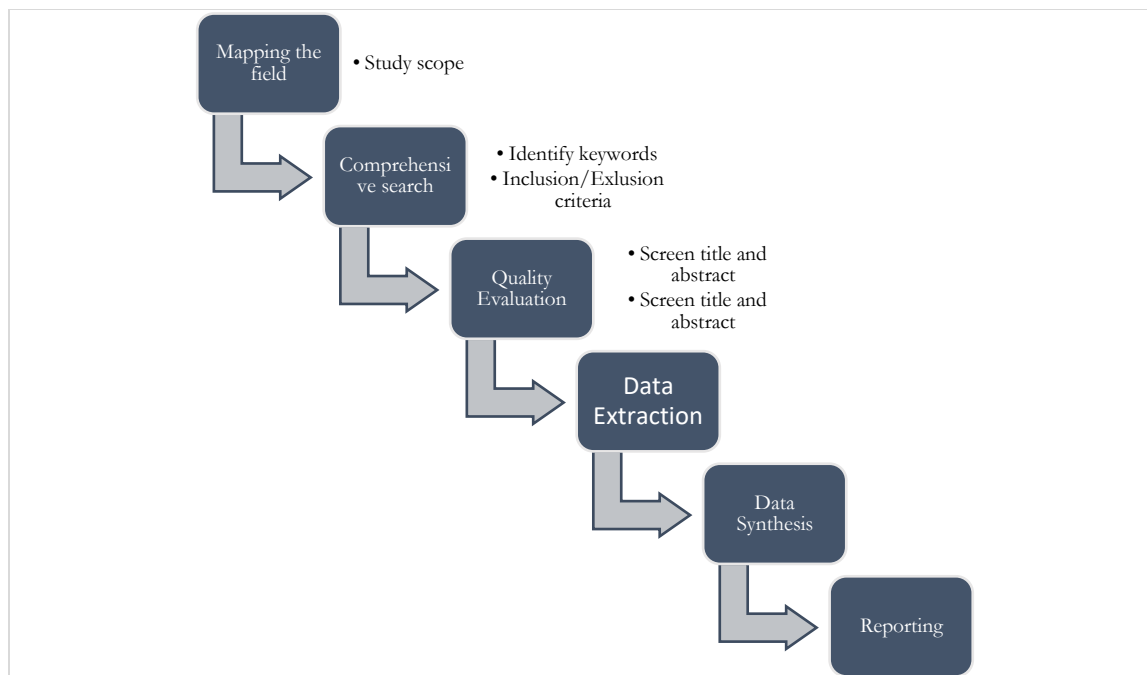 Mapping the
field
• Study scope
Comprehensi
ve search
• Identify keywords
• Inclusion/Exlusion
criteria
Quality
Evaluation
• Screen title and
abstract
• Screen title and
abstract
Data
Extraction
Data
Synthesis
Reporting